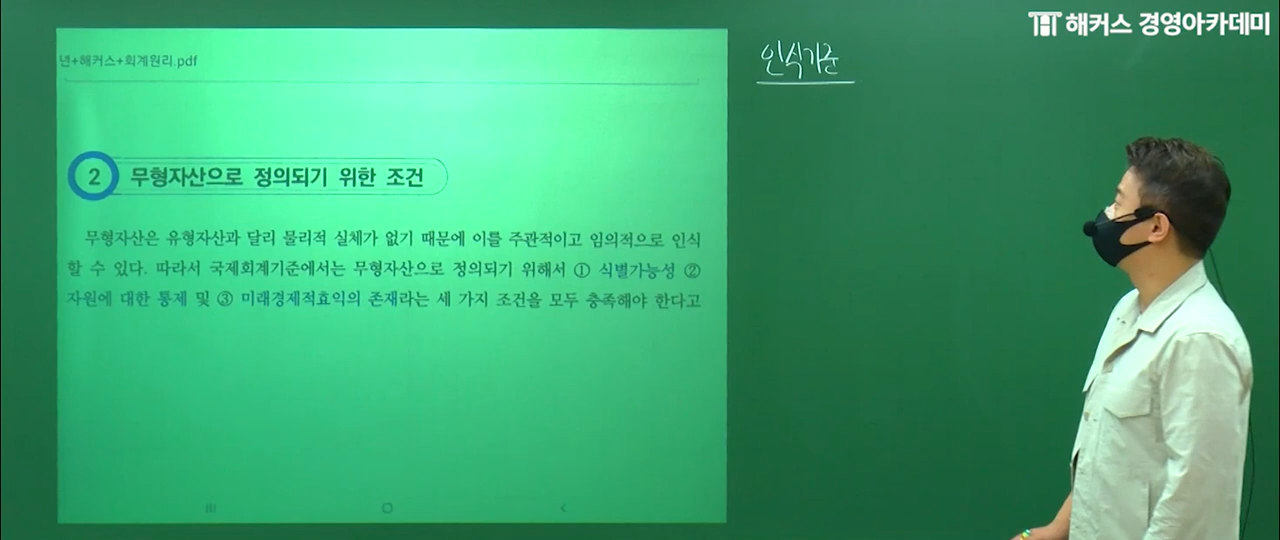 해커스 경영아카데미
년+해커스+회계원리.pdf
인식기준
2 무형자산으로 정의되기 위한 조건
무형자산은 유형자산과 달리 물리적 실체가 없기 때문에 이를 주관적이고 임의적으로 인식
할 수 있다. 따라서 국제회계기준에서는 무형자산으로 정의되기 위해서 ① 식별가능성 ②
자원에 대한 통제 및 ③ 미래경제적효익의 존재라는 세 가지 조건을 모두 충족해야 한다고